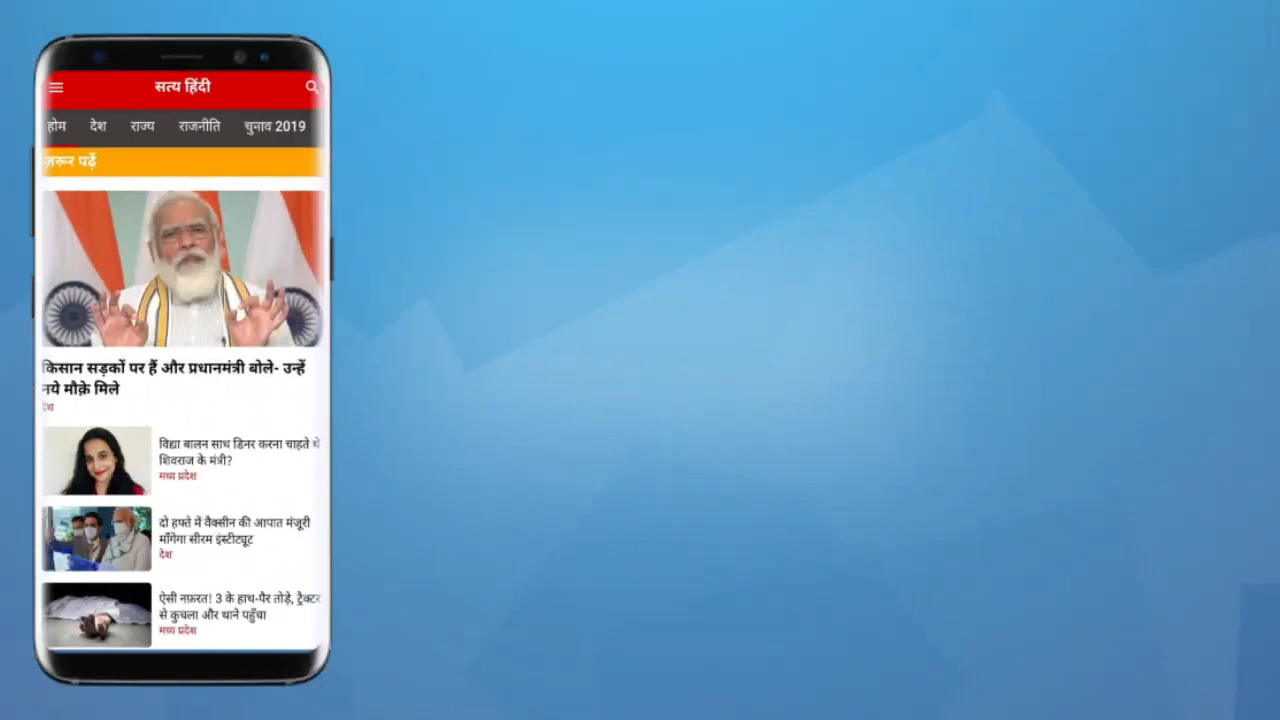 सत्य हिंदी
होम देश राज्य राजनीति चुनाव 2019
ज़रूर पढ़ें
किसान सड़कों पर हैं और प्रधानमंत्री बोले- उन्हें
नये मौक़े मिले
देश
विद्या बालन साथ डिनर करना चाहते थे
शिवराज के मंत्री?
मध्य प्रदेश
दो हफ्ते में वैक्सीन की आपात मंजूरी
माँगेगा सीरम इंस्टीट्यूट
देश
ऐसी नफ़रत! 3 के हाथ-पैर तोड़े, ट्रैक्टर
से कुचला और थाने पहुँचा
मध्य प्रदेश